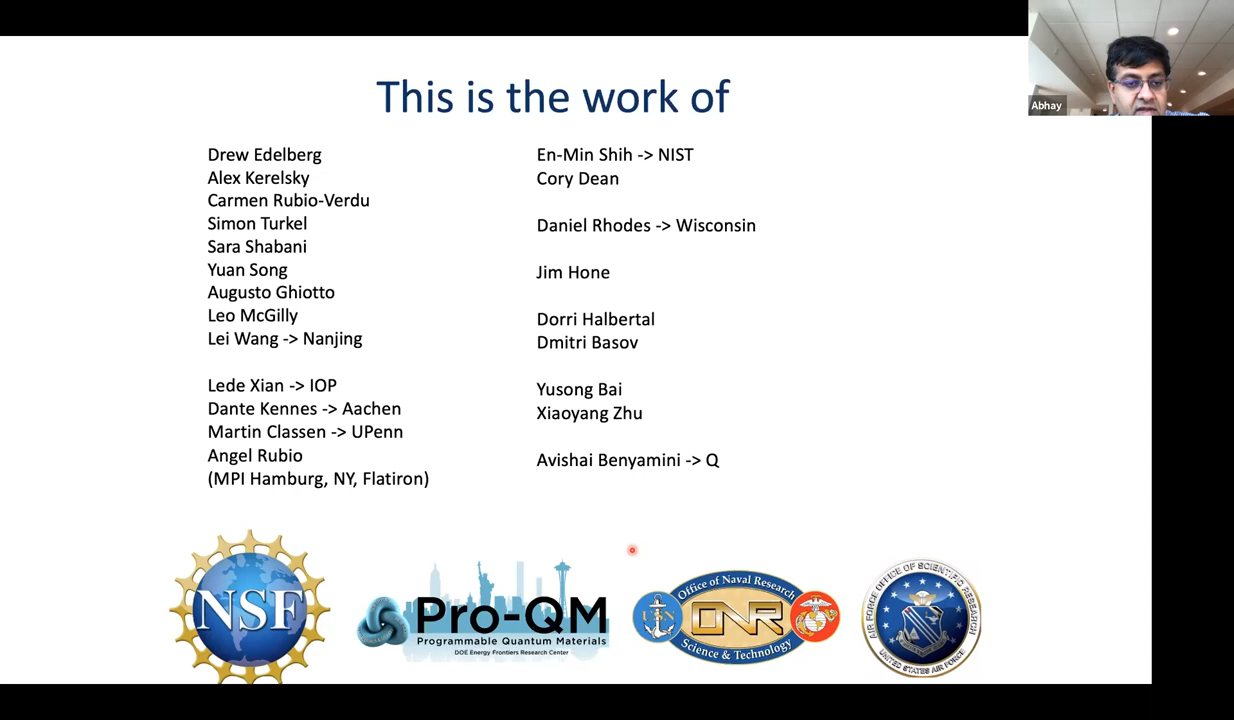 This is the work of
Abhay
Drew Edelberg
Alex Kerelsky
Carmen Rubio-Verdu
Simon Turkel
Sara Shabani
Yuan Song
Augusto Ghiotto
Leo McGilly
Lei Wang -> Nanjing
Lede Xian -> IOP
Dante Kennes -> Aachen
Martin Classen -> UPenn
Angel Rubio
(MPI Hamburg, NY, Flatiron)
En-Min Shih -> NIST
Cory Dean
Daniel Rhodes -> Wisconsin
Jim Hone
Dorri Halbertal
Dmitri Basov
Yusong Bai
Xiaoyang Zhu
Avishai Benyamini -> Q
NSF
Pro-QM
Programmable Quantum Materials
DOE Energy Frontiers Research Center
Office of Naval Research
USN
ONR
Science & Technology
AIR FORCE OFFICE OF SCIENTIFIC RESEARCH
UNITED STATES AIR FORCE